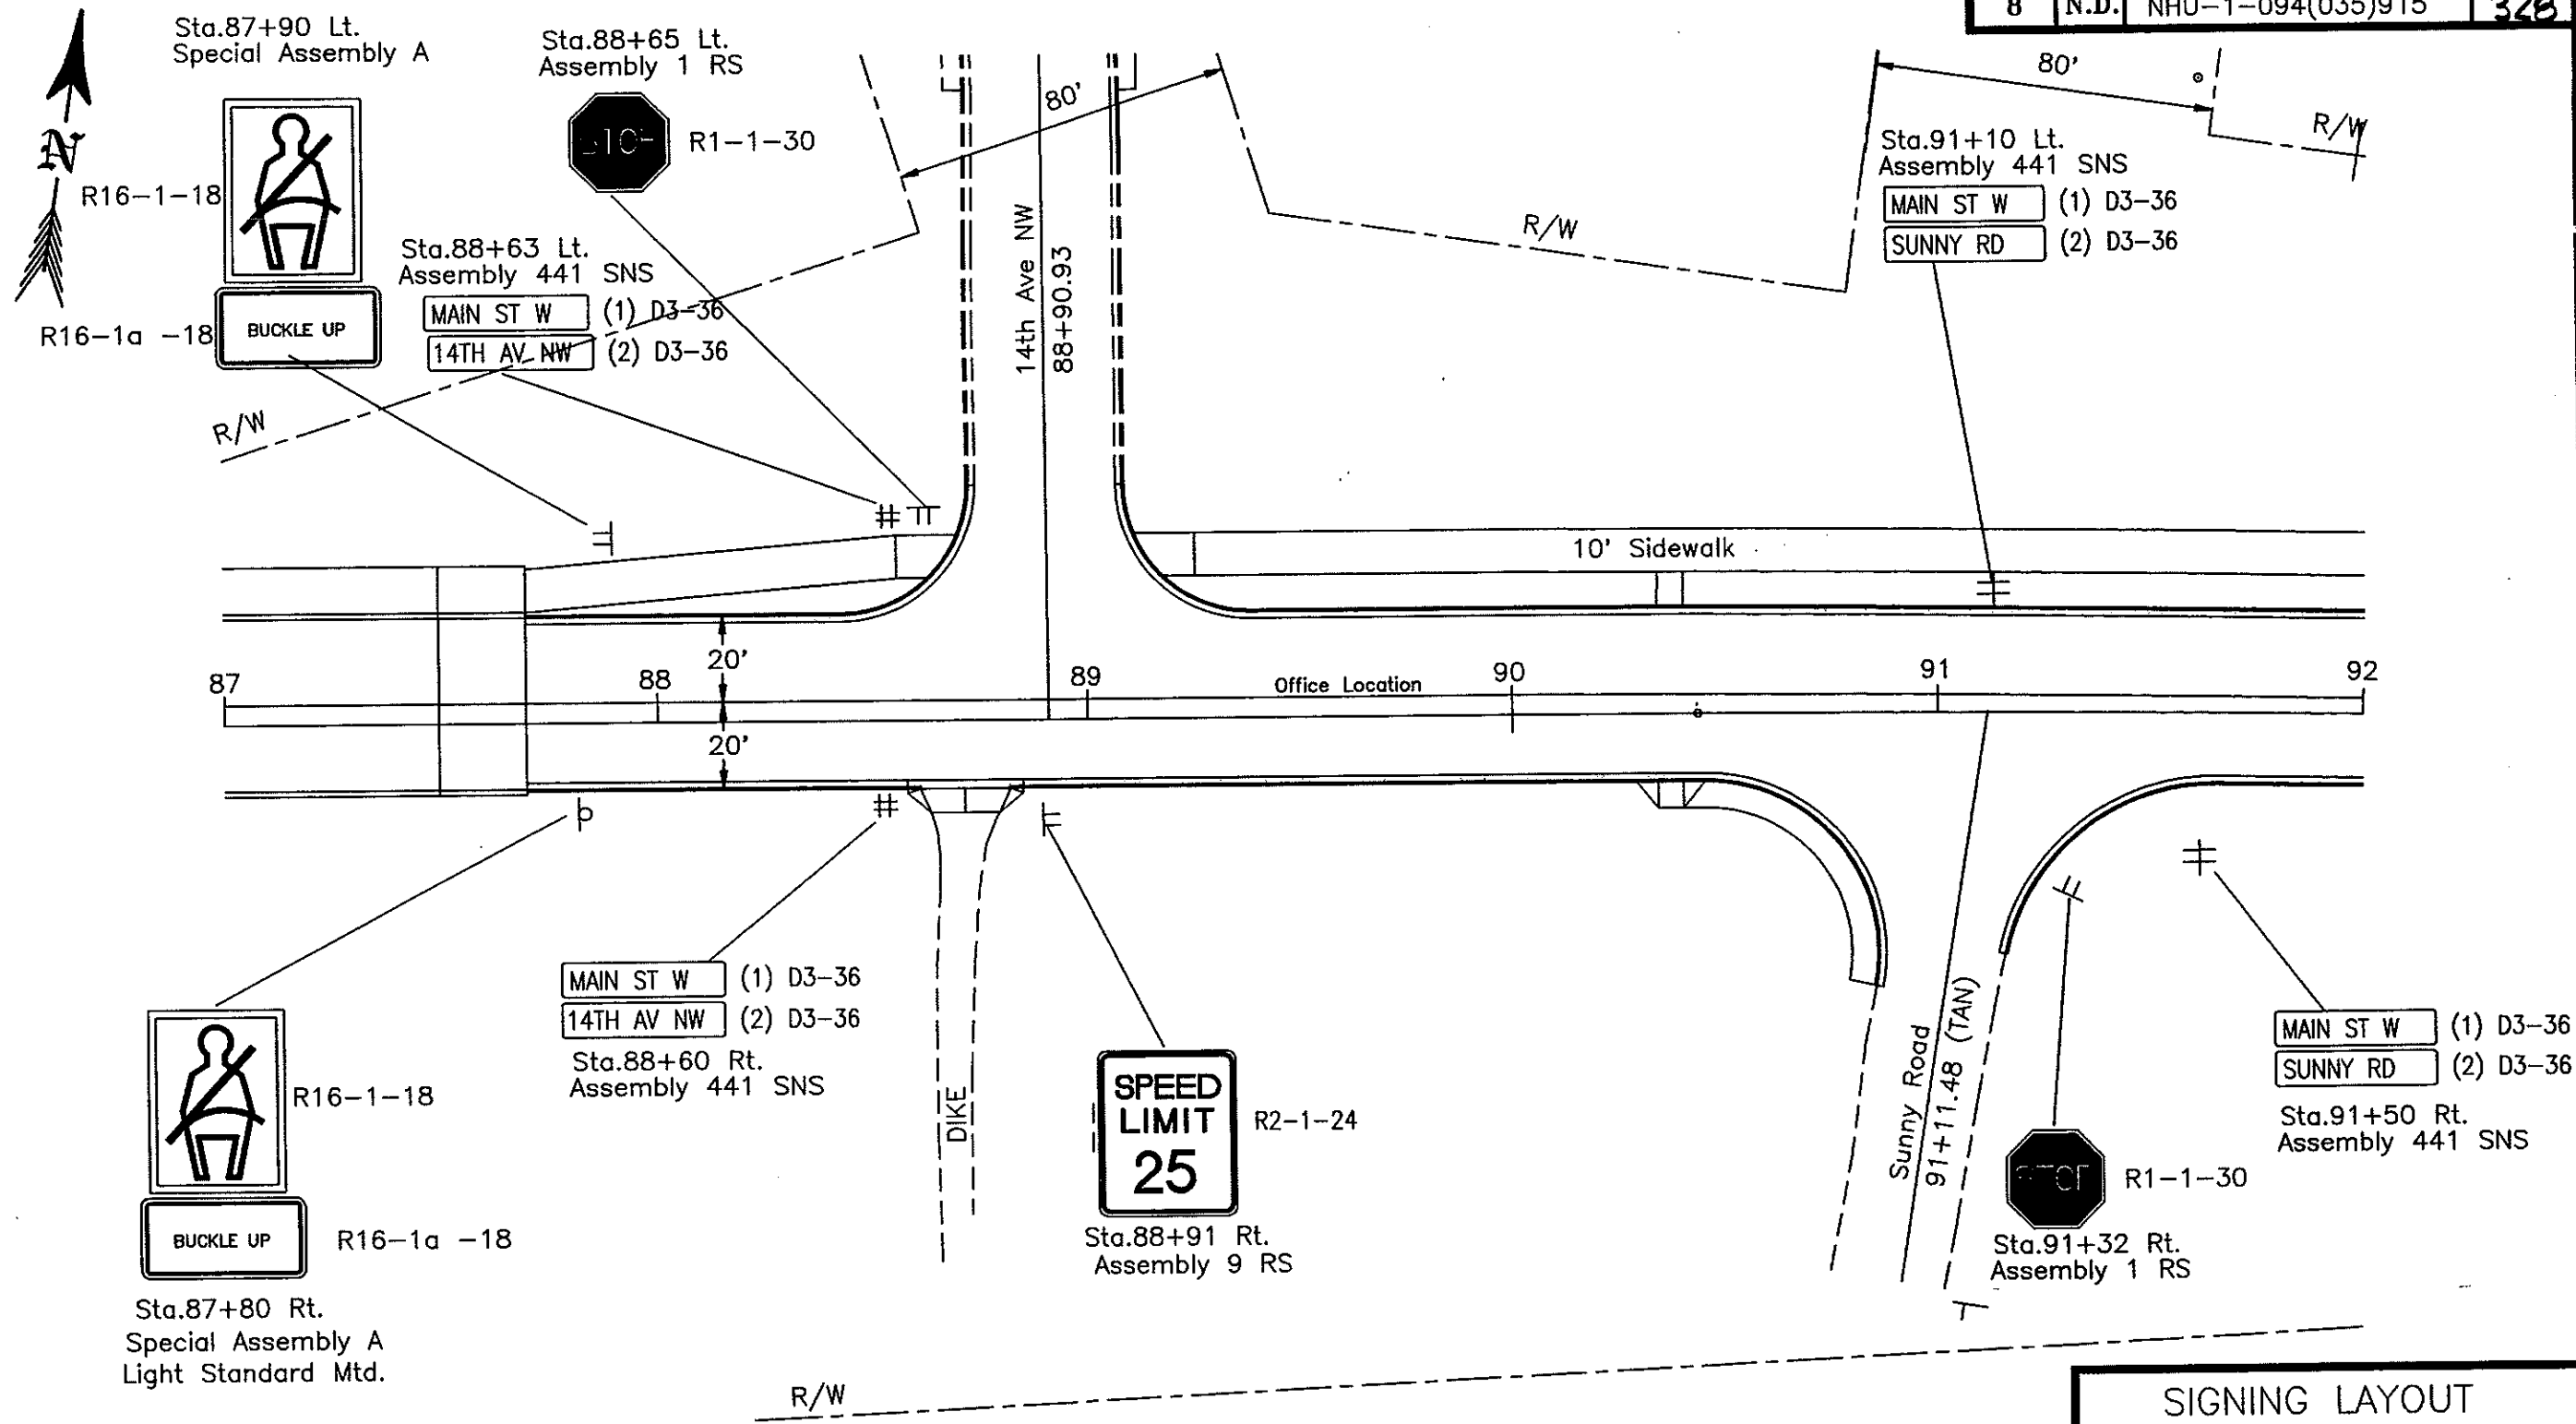 8 N.D. NHU-1-094(035)915 328
Sta.87+90 Lt.
Special Assembly A
Sta.88+65 Lt.
Assembly 1 RS
R1-1-30
N
R16-1-18
R16-1a -18
BUCKLE UP
Sta.88+63 Lt.
Assembly 441 SNS
MAIN ST W (1) D3-36
14TH AV NW (2) D3-36
R/W
80'
14th Ave NW
88+90.93
80'
R/W
R/W
Sta.91+10 Lt.
Assembly 441 SNS
MAIN ST W (1) D3-36
SUNNY RD (2) D3-36
10' Sidewalk
20'
20'
87
88
89
Office Location
90
91
92
R16-1-18
BUCKLE UP
R16-1a -18
Sta.87+80 Rt.
Special Assembly A
Light Standard Mtd.
MAIN ST W (1) D3-36
14TH AV NW (2) D3-36
Sta.88+60 Rt.
Assembly 441 SNS
DIKE
SPEED
LIMIT
25
R2-1-24
Sta.88+91 Rt.
Assembly 9 RS
Sunny Road
91+11.48 (TAN)
STOP
R1-1-30
Sta.91+32 Rt.
Assembly 1 RS
MAIN ST W (1) D3-36
SUNNY RD (2) D3-36
Sta.91+50 Rt.
Assembly 441 SNS
R/W
SIGNING LAYOUT